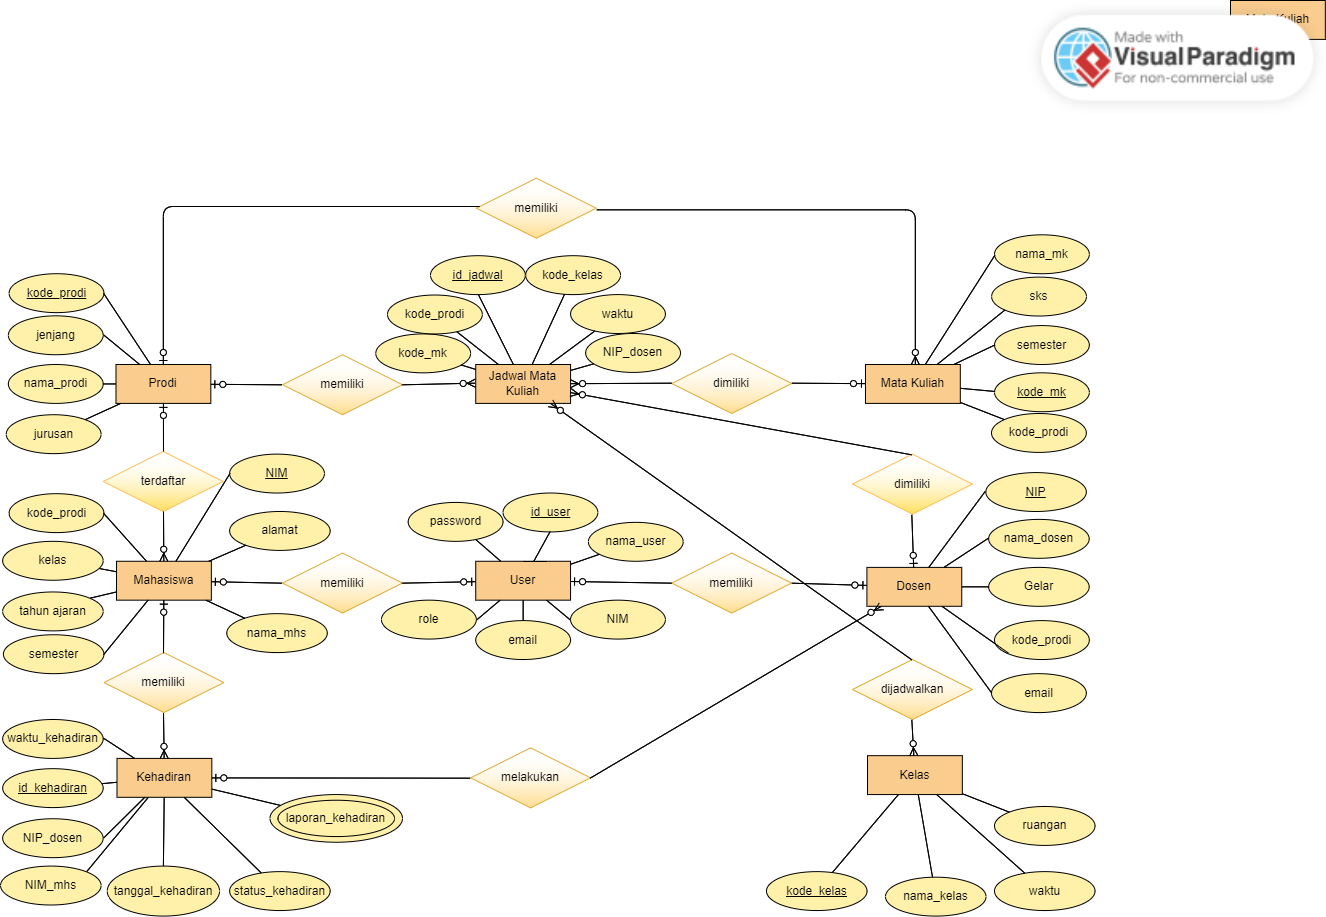 Mata Kuliah
Made with
Visual Paradigm
For non-commercial use
memiliki
nama_mk
id_jadwal
kode_kelas
kode_prodi
sks
kode_prodi
waktu
jenjang
semester
kode_mk
NIP_dosen
nama_prodi
Prodi
memiliki
Jadwal Mata
Kuliah
dimiliki
Mata Kuliah
kode_mk
jurusan
kode_prodi
terdaftar
NIM
dimiliki
NIP
kode_prodi
password
id_user
alamat
nama_user
nama_dosen
kelas
Mahasiswa
memiliki
User
memiliki
Dosen
Gelar
tahun ajaran
role
NIM
nama_mhs
email
kode_prodi
semester
memiliki
dijadwalkan
email
waktu_kehadiran
Kehadiran
melakukan
Kelas
id_kehadiran
laporan_kehadiran
ruangan
NIP_dosen
NIM_mhs
tanggal_kehadiran
status_kehadiran
kode_kelas
nama_kelas
waktu